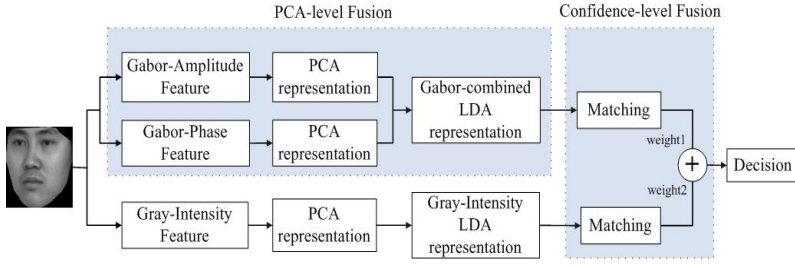 PCA-level Fusion
Confidence-level Fusion
Gabor-Amplitude
Feature
PCA
representation
Gabor-Phase
Feature
PCA
representation
Gabor-combined
LDA
representation
Matching
weight1
+
weight2
Decision
Gray-Intensity
Feature
PCA
representation
Gray-Intensity
LDA
representation
Matching